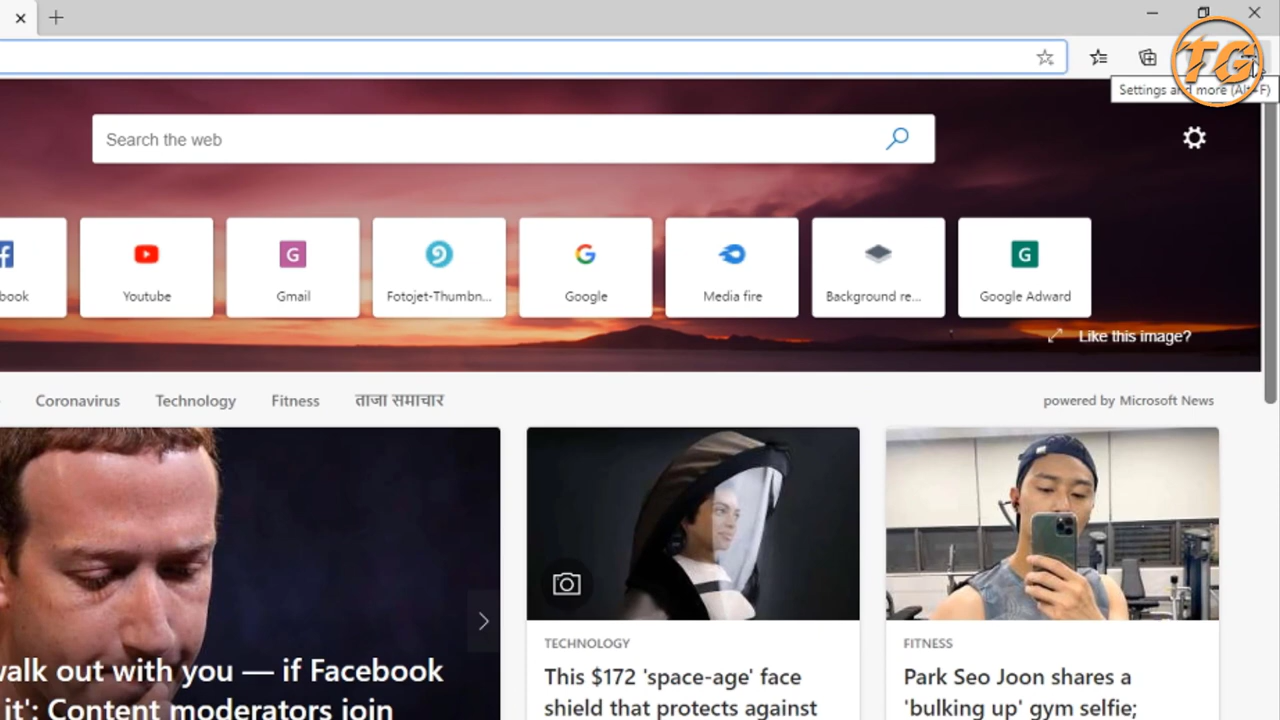 TG
Settings and more (Alt+F)
Search the web
book
Youtube
G
Gmail
Fotojet-Thumbn...
Google
Media fire
Background re...
G
Google Adward
Like this image?
Coronavirus
Technology
Fitness
ताजा समाचार
powered by Microsoft News
walk out with you — if Facebook
it': Content moderators join
TECHNOLOGY
This $172 'space-age' face
shield that protects against
FITNESS
Park Seo Joon shares a
'bulking up' gym selfie;